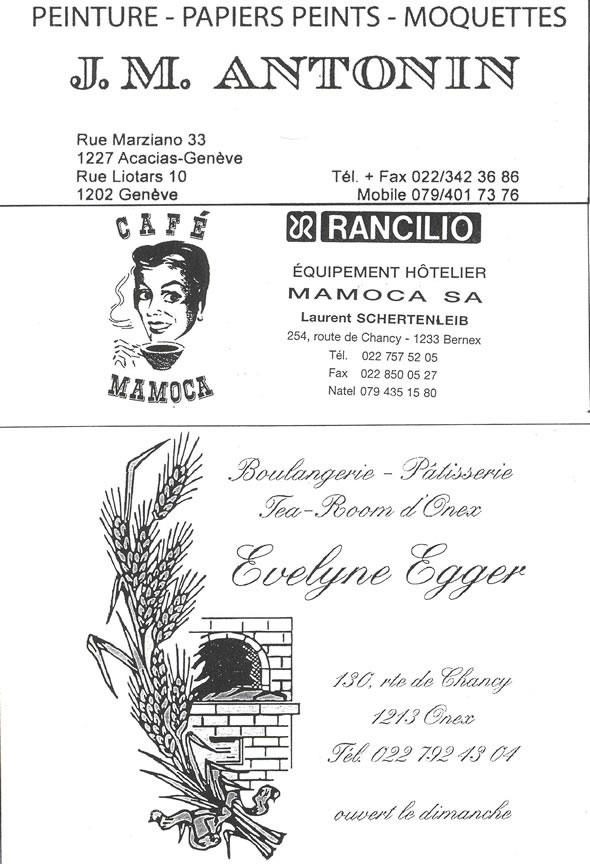 PEINTURE - PAPIERS PEINTS - MOQUETTES
J. M. ANTONIN
Rue Marziano 33
1227 Acacias-Genève
Rue Liotars 10
1202 Genève
Tél. + Fax 022/342 36 86
Mobile 079/401 73 76
CAFÉ
MAMOCA
RANCILIO
ÉQUIPEMENT HÔTELIER
MAMOCA SA
Laurent SCHERTENLEIB
254, route de Chancy - 1233 Bernex
Tél. 022 757 52 05
Fax 022 850 05 27
Natel 079 435 15 80
Boulangerie - Pâtisserie
Tea-Room d'Onex
Evelyne Egger
130, rte de Chancy
1213 Onex
Tél. 022 792 43 04
ouvert le dimanche